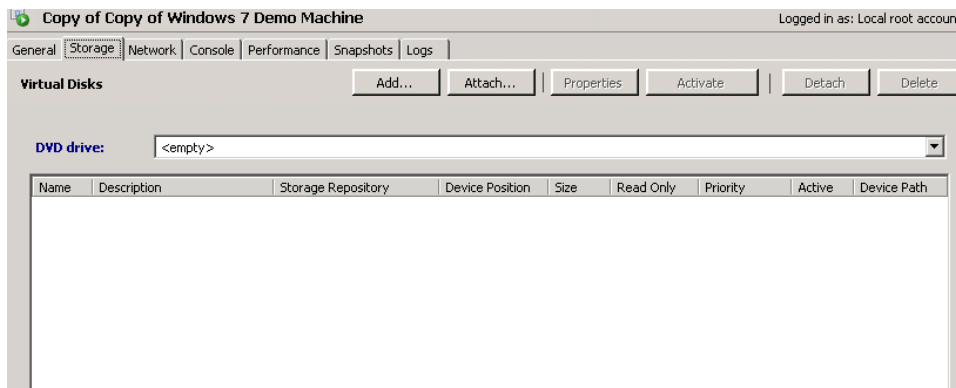 Copy of Copy of Windows 7 Demo Machine Logged in as: Local root accoun
General Storage Network Console Performance Snapshots Logs
Virtual Disks Add... Attach... Properties Activate Detach Delete
DVD drive: <empty>
Name Description Storage Repository Device Position Size Read Only Priority Active Device Path